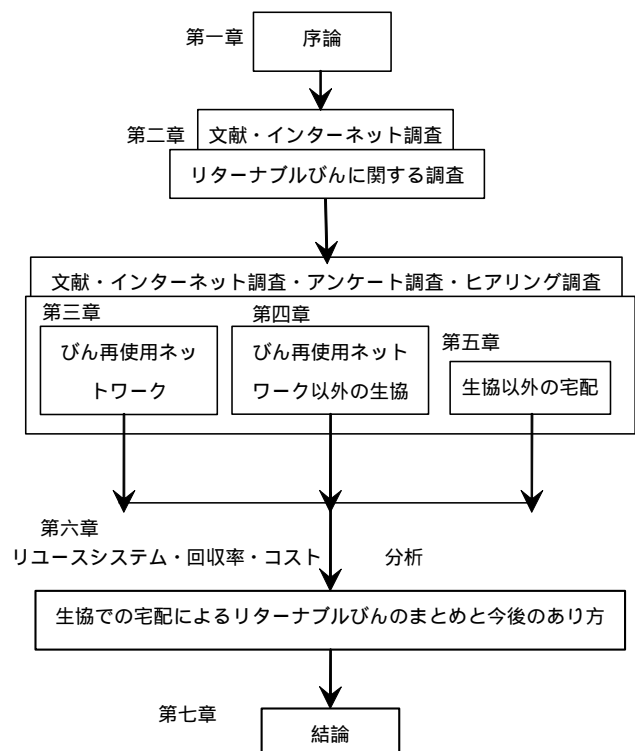 第一章
序論
第二章
文献・インターネット調査
リターナブルびんに関する調査
文献・インターネット調査・アンケート調査・ヒアリング調査
第三章
びん再使用ネッ
トワーク
第四章
びん再使用ネット
ワーク以外の生協
第五章
生協以外の宅配
第六章
リユースシステム・回収率・コスト 分析
生協での宅配によるリターナブルびんのまとめと今後のあり方
第七章
結論